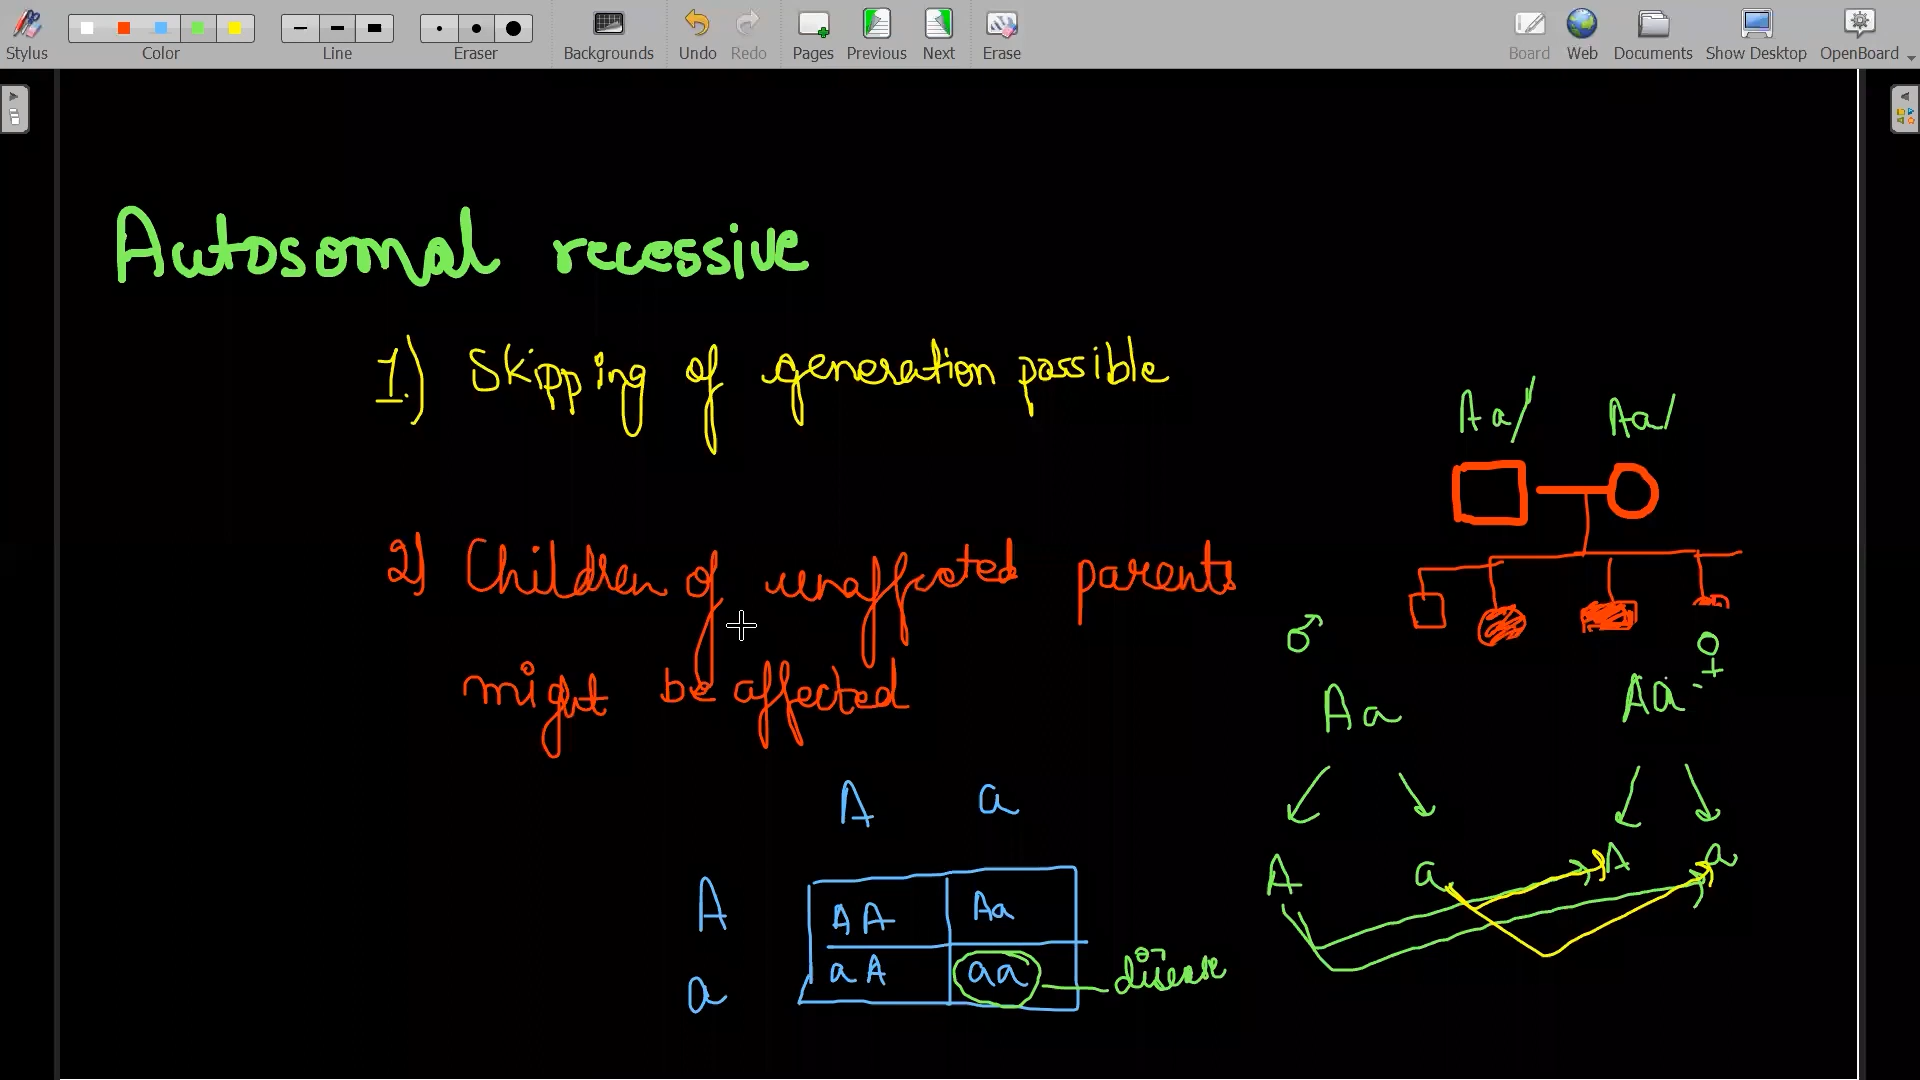 Stylus
Color
Line
Eraser
Backgrounds
Undo
Redo
Pages
Previous
Next
Erase
Board
Web
Documents
Show Desktop
OpenBoard
Autosomal recessive
1.) Skipping of generation possible
Aa Aa
2) Children of unaffected parents
might be affected
♂ ♀
Aa Aa
A a
A a A a
A AA Aa
a aA aa disease